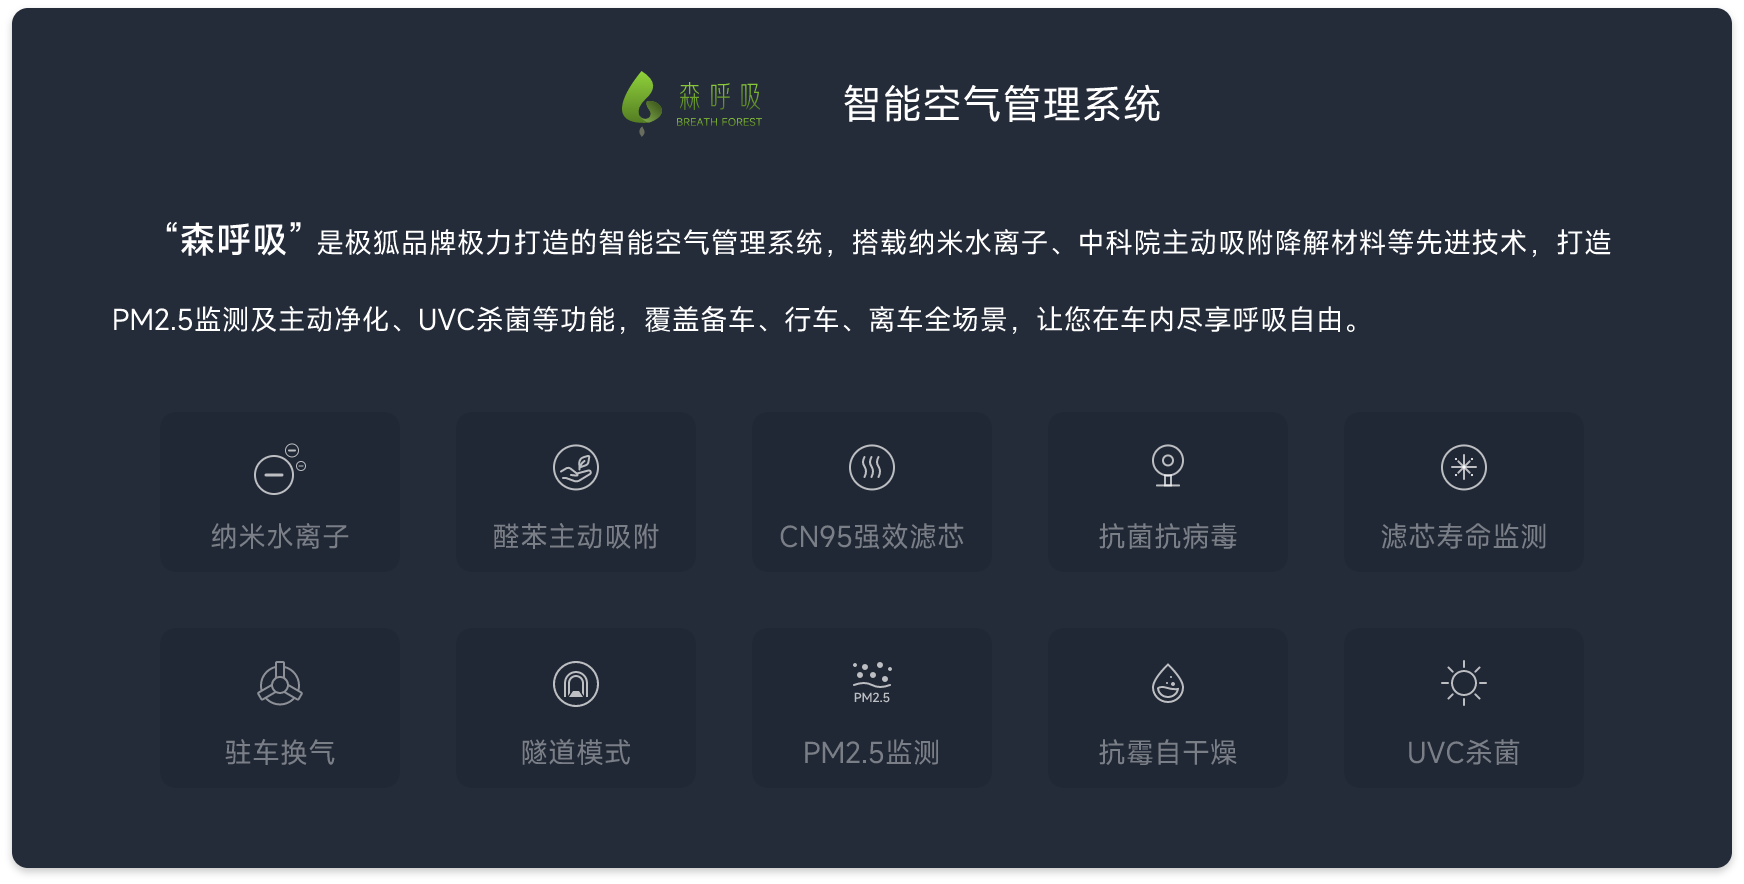 森呼吸
BREATH FOREST
智能空气管理系统
“森呼吸” 是极狐品牌极力打造的智能空气管理系统，搭载纳米水离子、中科院主动吸附降解材料等先进技术，打造
PM2.5监测及主动净化、UVC杀菌等功能，覆盖备车、行车、离车全场景，让您在车内尽享呼吸自由。
纳米水离子
醛苯主动吸附
CN95强效滤芯
抗菌抗病毒
滤芯寿命监测
驻车换气
隧道模式
PM2.5
PM2.5监测
抗霉自干燥
UVC杀菌